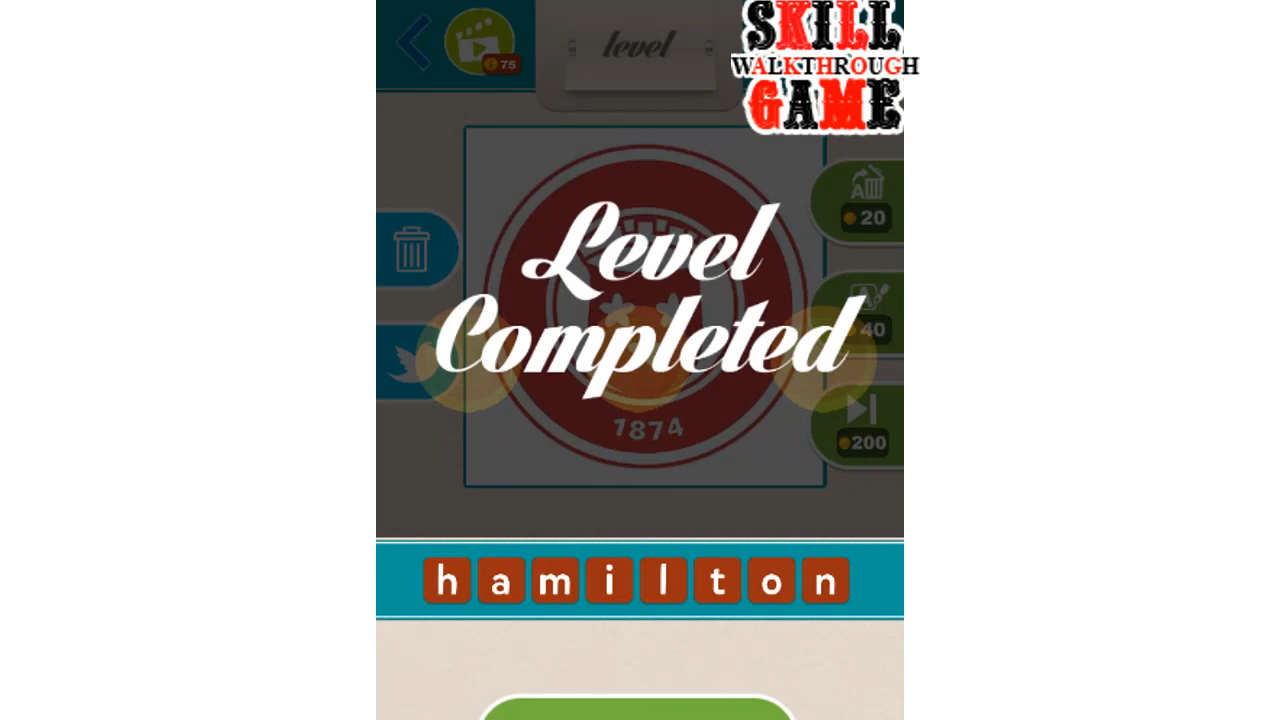 SKILL
WALKTHROUGH
GAME
75
level
20
Level
Completed
40
1874
200
hamilton